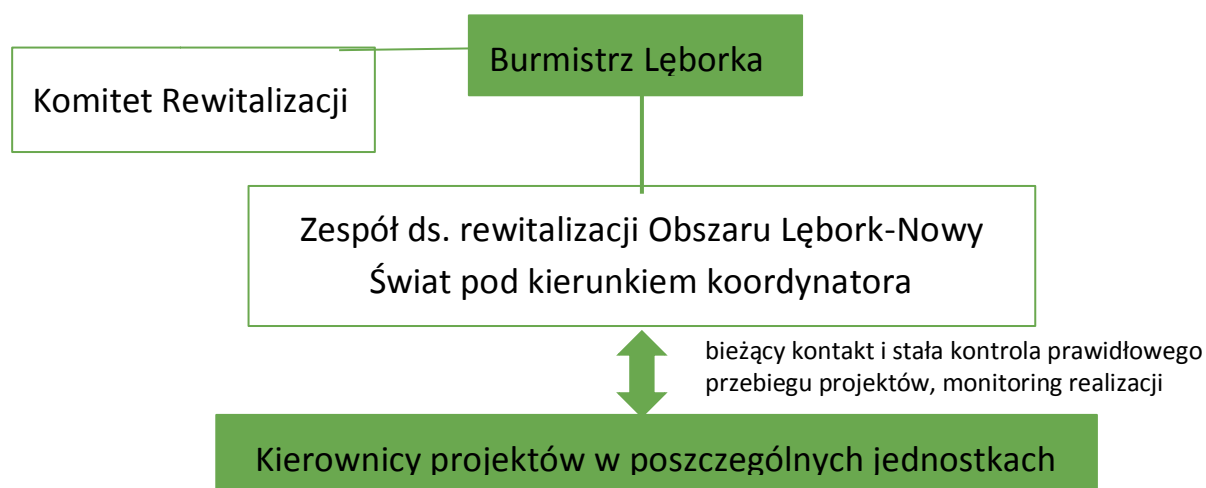 Burmistrz Lęborka
Komitet Rewitalizacji
Zespół ds. rewitalizacji Obszaru Lębork-Nowy
Świat pod kierunkiem koordynatora
bieżący kontakt i stała kontrola prawidłowego
przebiegu projektów, monitoring realizacji
Kierownicy projektów w poszczególnych jednostkach